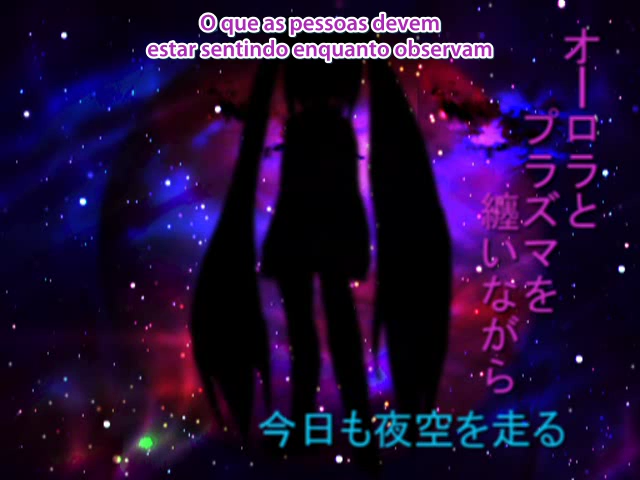 O que as pessoas devem
estar sentindo enquanto observam
オーロラと
プラズマを
纏いながら
今日も夜空を走る